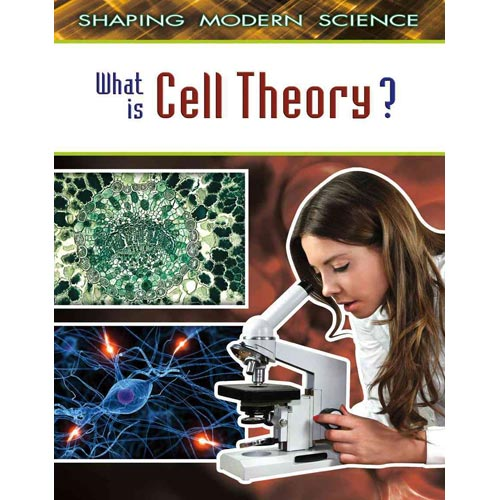 SHAPING MODERN SCIENCE
What is Cell Theory?